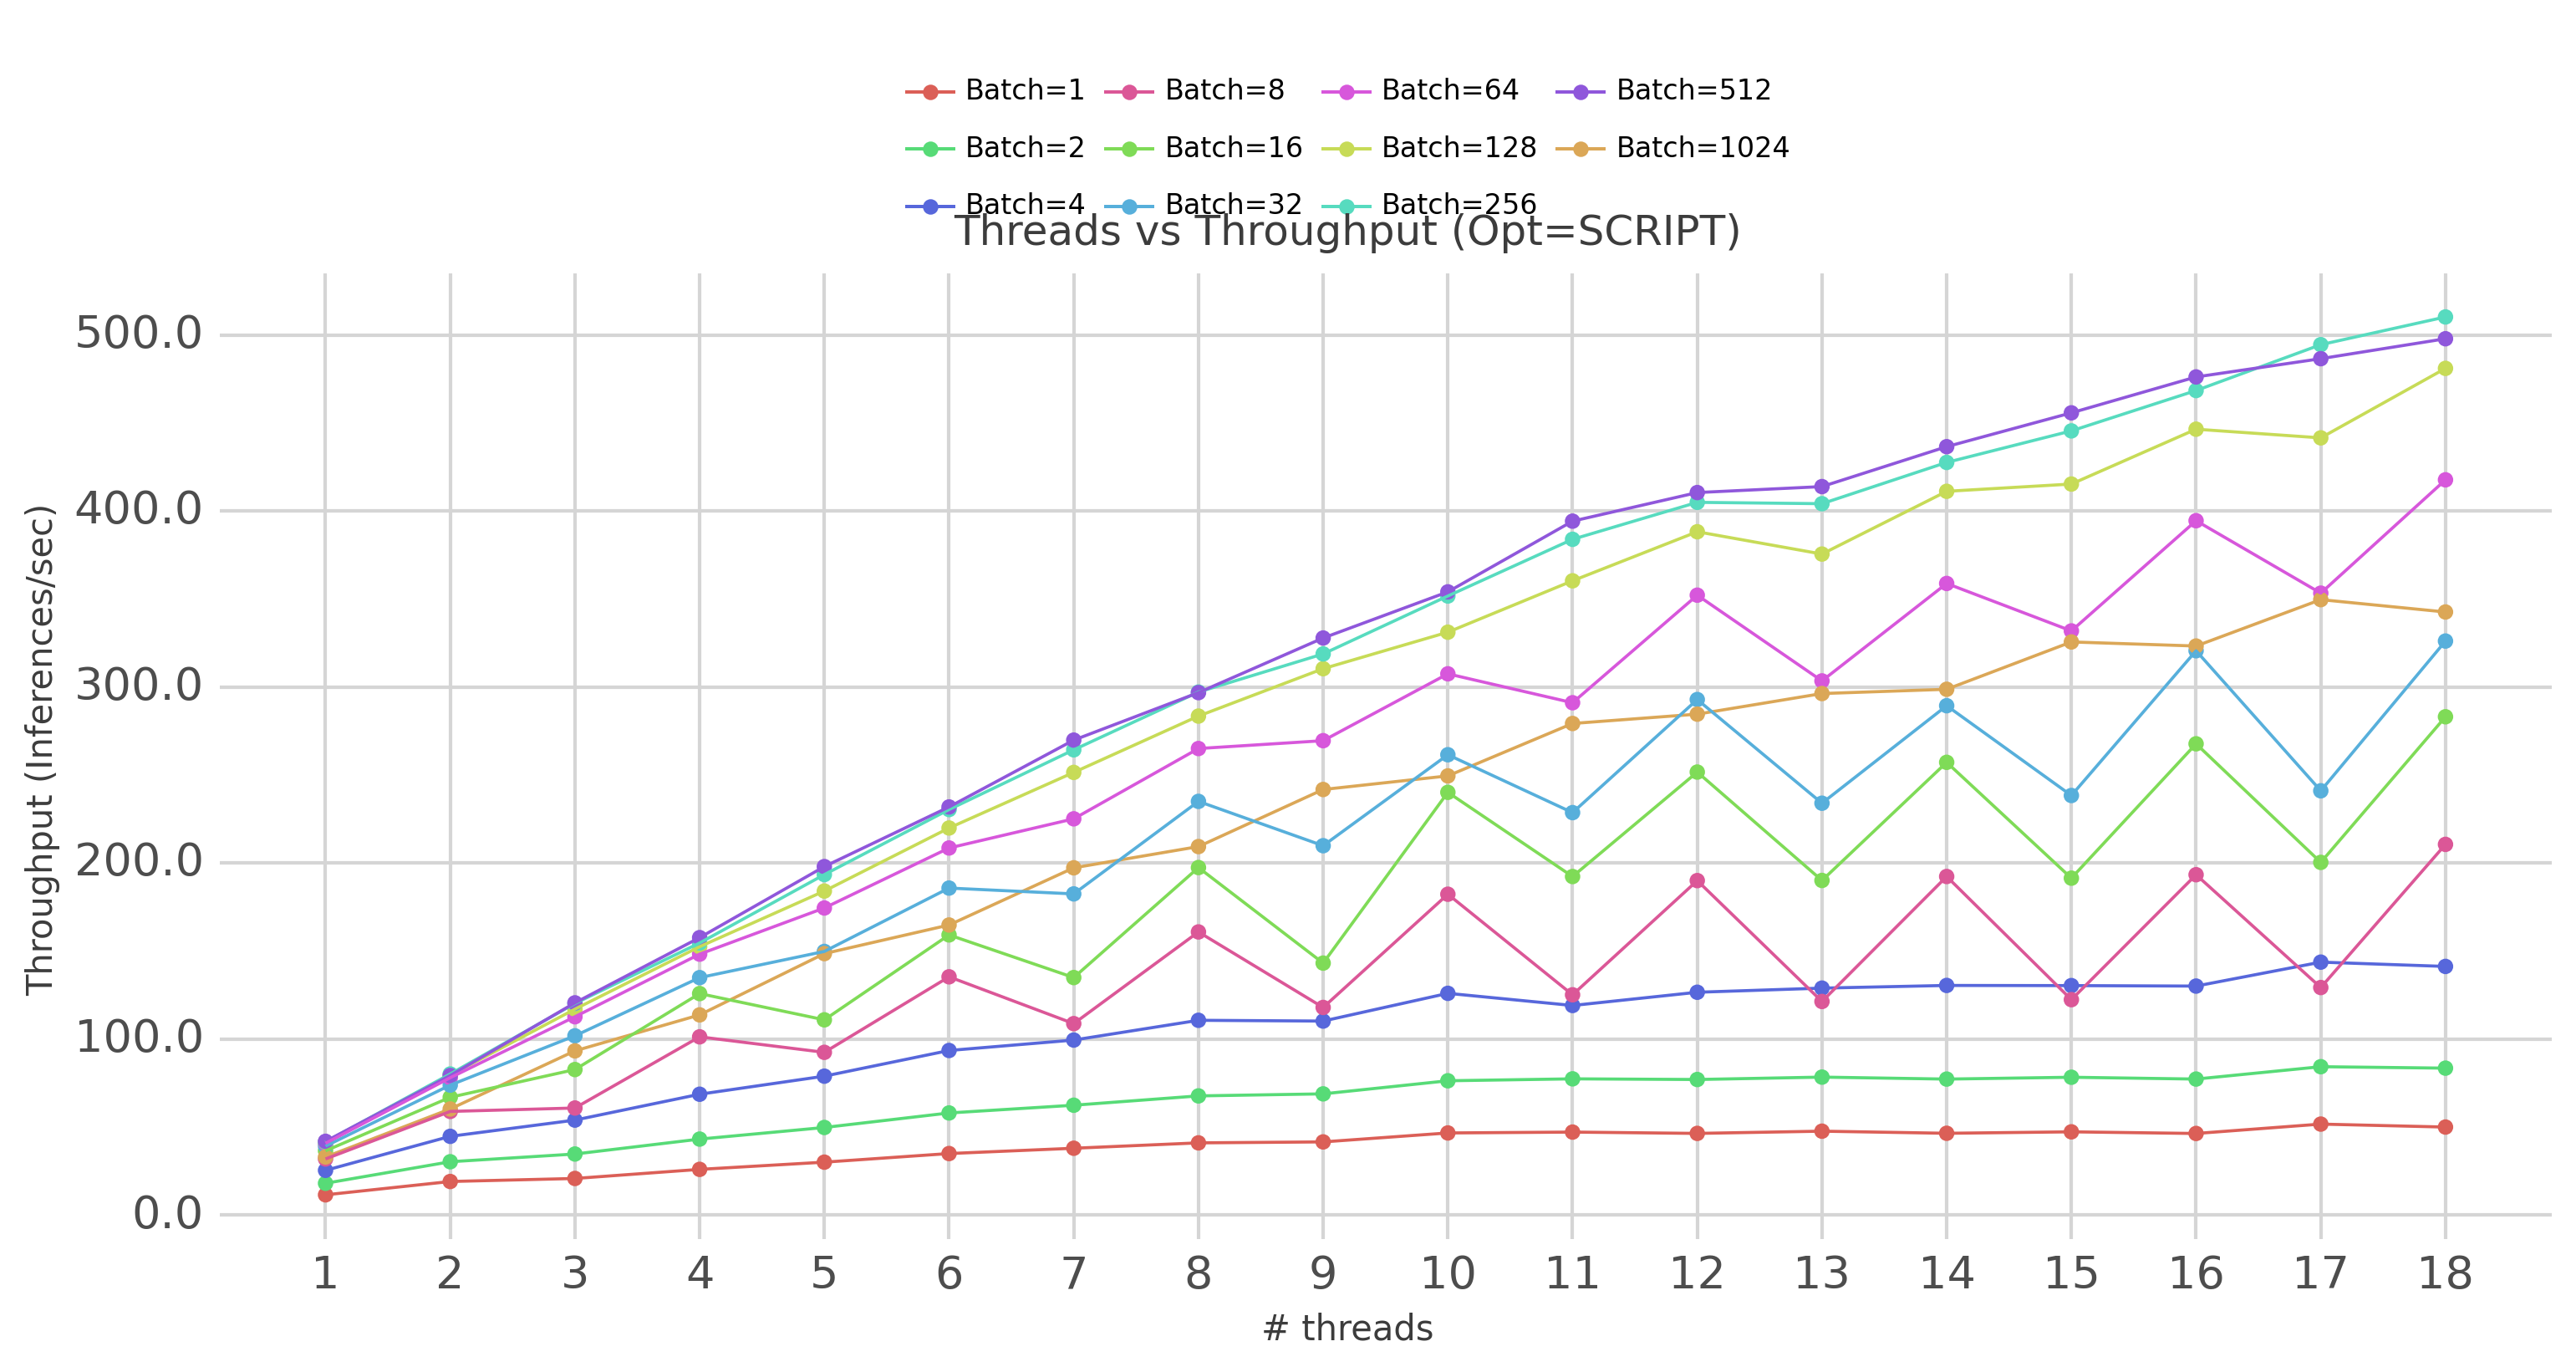 Batch=1 Batch=8 Batch=64 Batch=512
Batch=2 Batch=16 Batch=128 Batch=1024
Batch=4 Batch=32 Batch=256
Threads vs Throughput (Opt=SCRIPT)
500.0
400.0
300.0
200.0
100.0
0.0
Throughput (Inferences/sec)
1 2 3 4 5 6 7 8 9 10 11 12 13 14 15 16 17 18
# threads